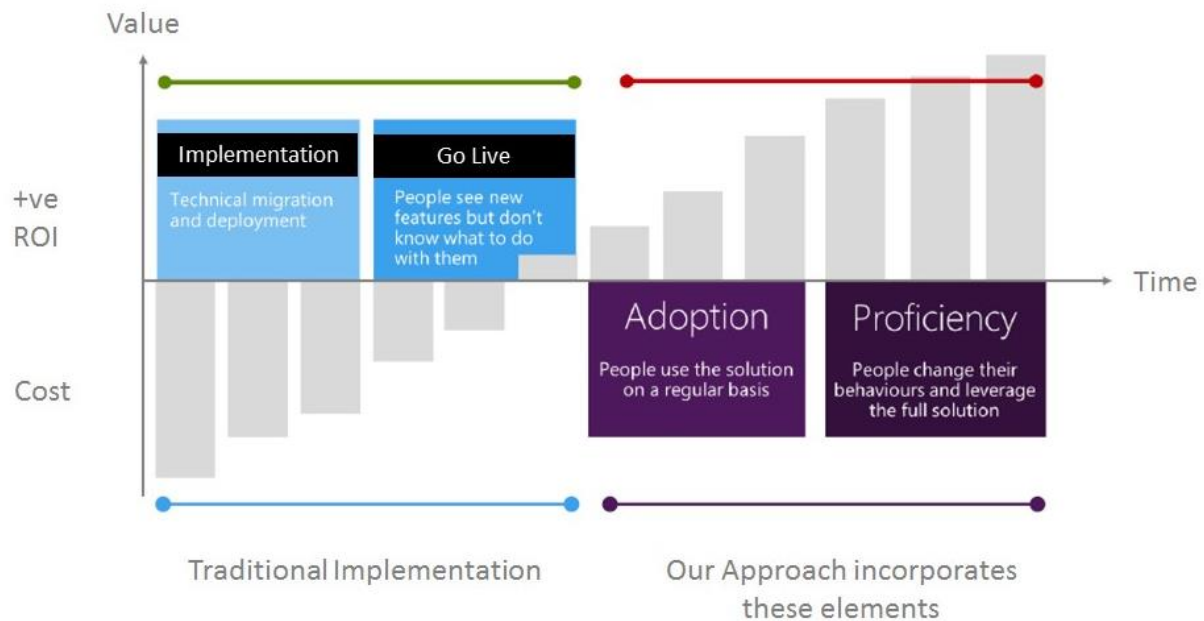 Value
Implementation
Go Live
Technical migration
and deployment
People see new
features but don't
know what to do
with them
+ve
ROI
Time
Adoption
Proficiency
People use the solution
on a regular basis
People change their
behaviours and leverage
the full solution
Cost
Traditional Implementation
Our Approach incorporates
these elements